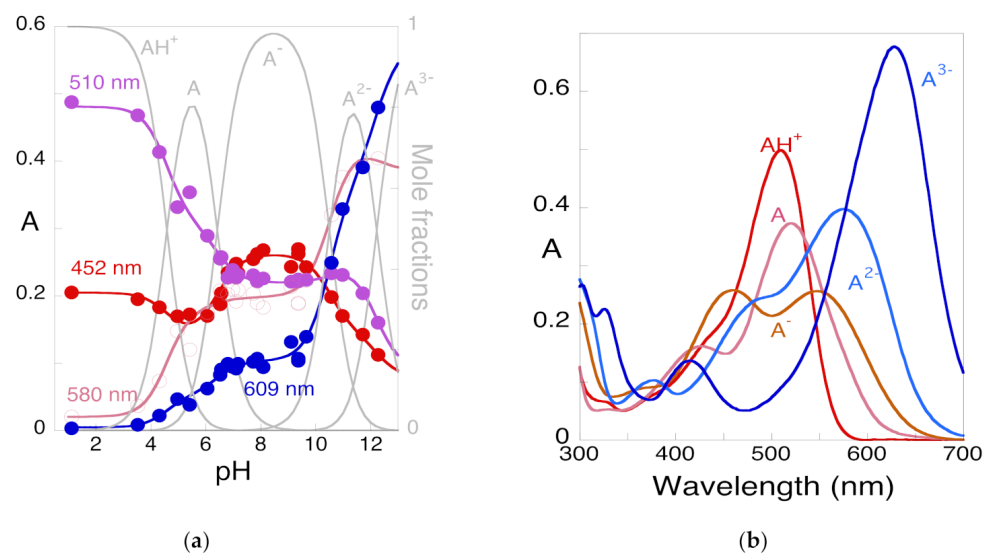 0.6
0.4
0.2
0
A
510 nm
452 nm
580 nm
609 nm
AH⁺
A
A⁻
A²⁻
A³⁻
1
0
Mole fractions
2
4
6
8
10
12
pH
(a)
0.6
0.4
0.2
0
A
AH⁺
A
A⁻
A²⁻
A³⁻
300
400
500
600
700
Wavelength (nm)
(b)